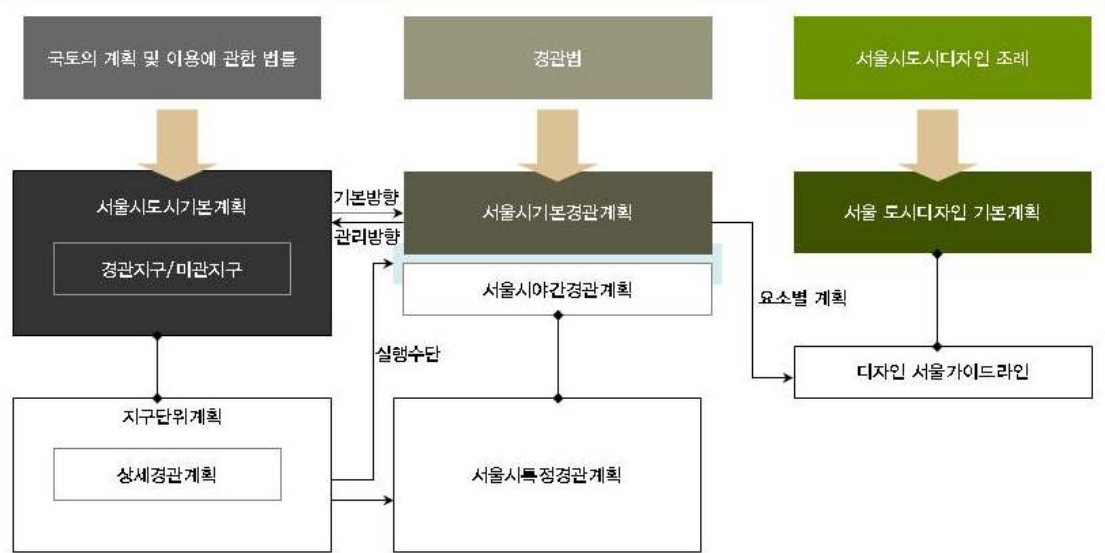 국토의 계획 및 이용에 관한 법률
경관법
서울시도시디자인 조례
서울시도시기본계획
경관지구/미관지구
기본방향
관리방향
서울시기본경관계획
서울시야간경관계획
서울 도시디자인 기본계획
요소별 계획
실행수단
디자인 서울가이드라인
지구단위계획
상세경관계획
서울시특정경관계획